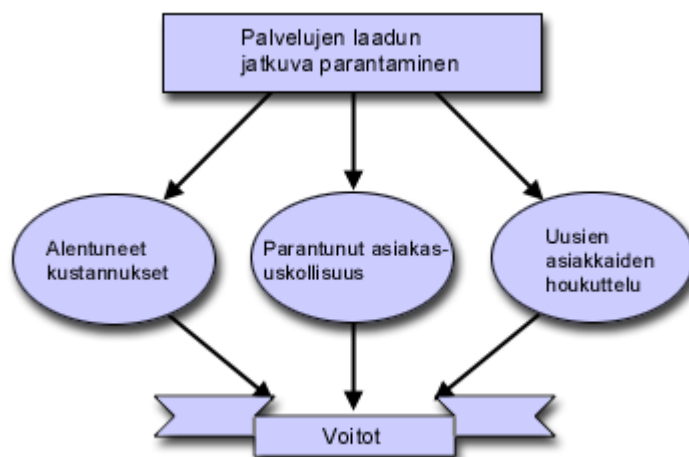 Palvelujen laadun
jatkuva parantaminen
Alentuneet
kustannukset
Parantunut asiakas-
uskollisuus
Uusien
asiakkaiden
houkuttelu
Voitot